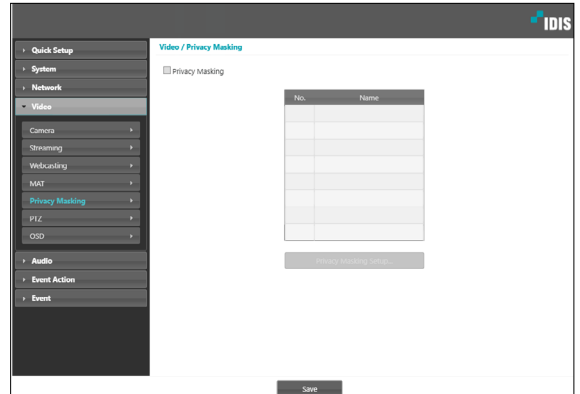 IDIS
Quick Setup
System
Network
Video
Camera
Streaming
Webcasting
MAT
Privacy Masking
PTZ
OSD
Audio
Event Action
Event
Video / Privacy Masking
Privacy Masking
No. Name
Privacy Masking Setup...
Save